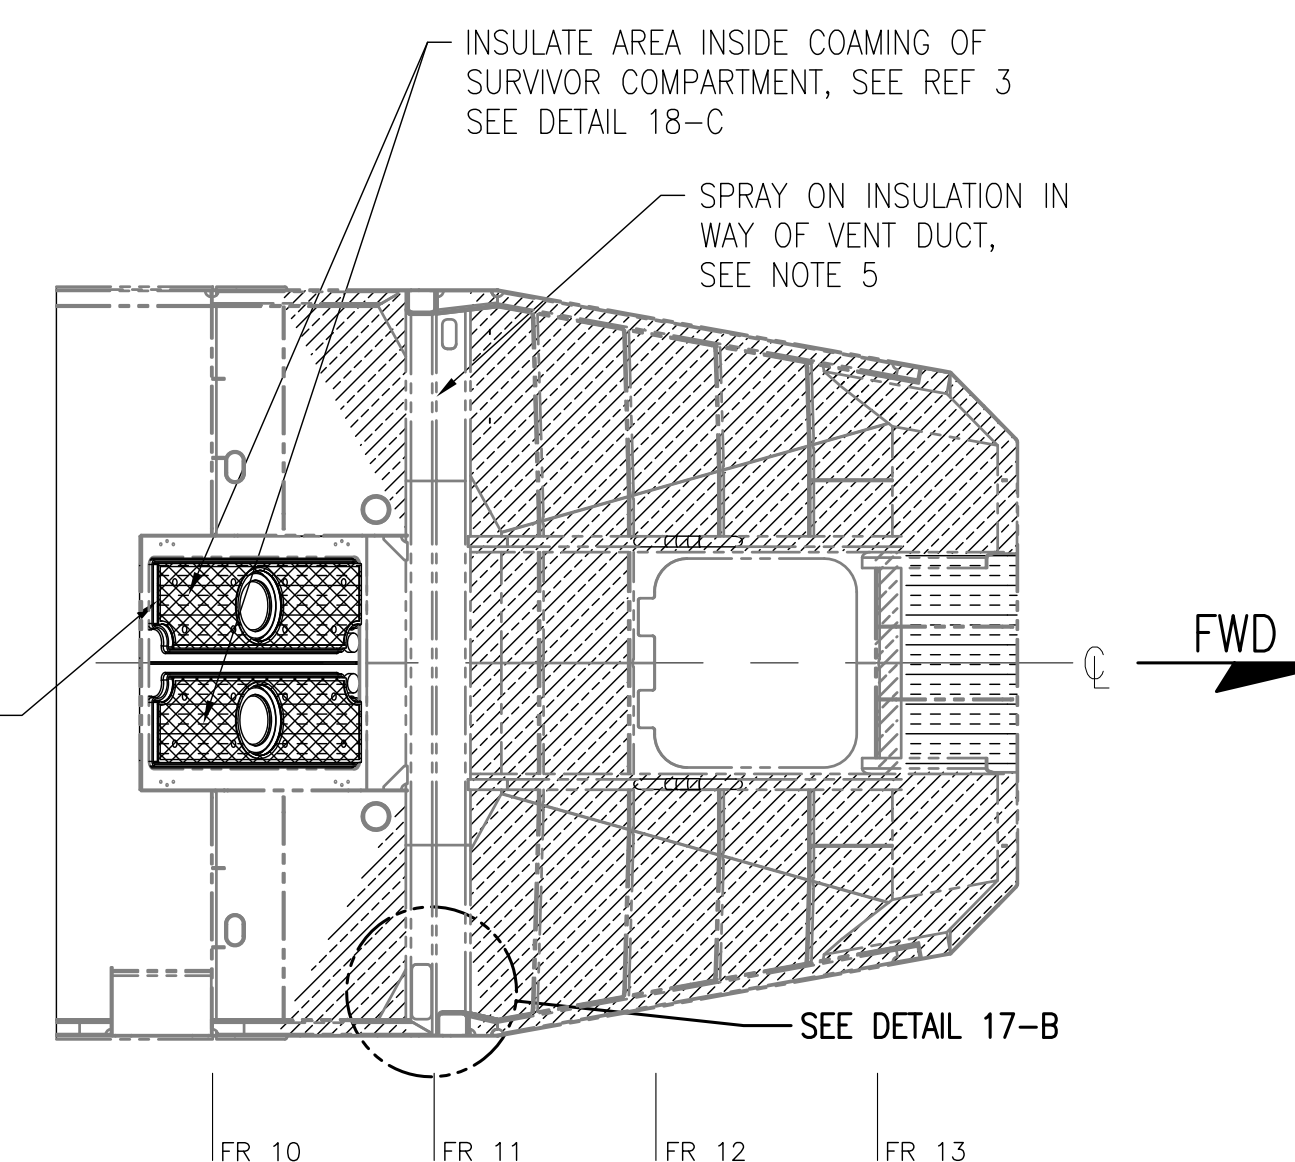 INSULATE AREA INSIDE COAMING OF
SURVIVOR COMPARTMENT, SEE REF 3
SEE DETAIL 18-C
SPRAY ON INSULATION IN
WAY OF VENT DUCT,
SEE NOTE 5
FWD
℄
SEE DETAIL 17-B
FR 10
FR 11
FR 12
FR 13